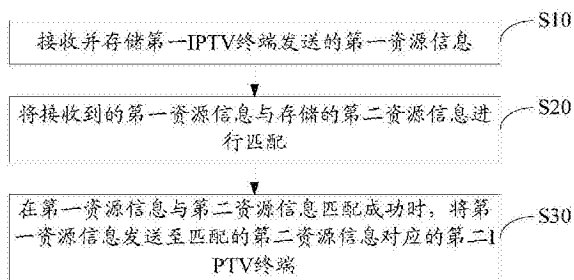 S10
接收并存储第一IPTV终端发送的第一资源信息
S20
将接收到的第一资源信息与存储的第二资源信息进
行匹配
S30
在第一资源信息与第二资源信息匹配成功时，将第
一资源信息发送至匹配的第二资源信息对应的第二I
PTV终端